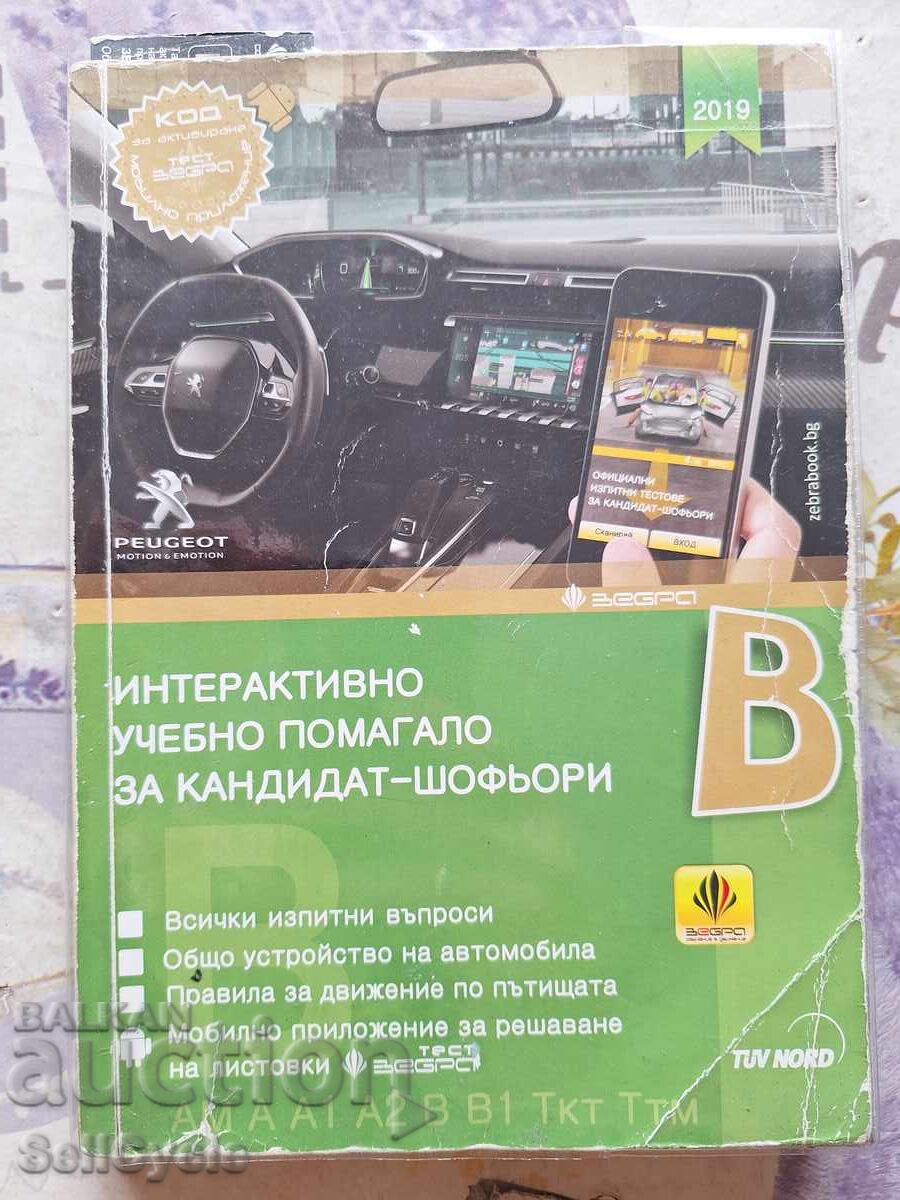 КОД
за активиране
мобилно приложение
ТЕСТ
ЗЕБРА
2019
zebrabook.bg
ОФИЦИАЛНИ
ИЗПИТНИ ТЕСТОВЕ
ЗА КАНДИДАТ-ШОФЬОРИ
Сканирай
ВХОД
PEUGEOT
MOTION & EMOTION
ЗЕБРА
B
ИНТЕРАКТИВНО
УЧЕБНО ПОМАГАЛО
ЗА КАНДИДАТ-ШОФЬОРИ
B
Всички изпитни въпроси
Общо устройство на автомобила
Правила за движение по пътищата
Мобилно приложение за решаване
на листовки ЗЕБРА ТЕСТ
ЗЕБРА
TÜV NORD
AM A A1 A2 B B1 Ткт Ттм
BALKAN
auction
SellCycle